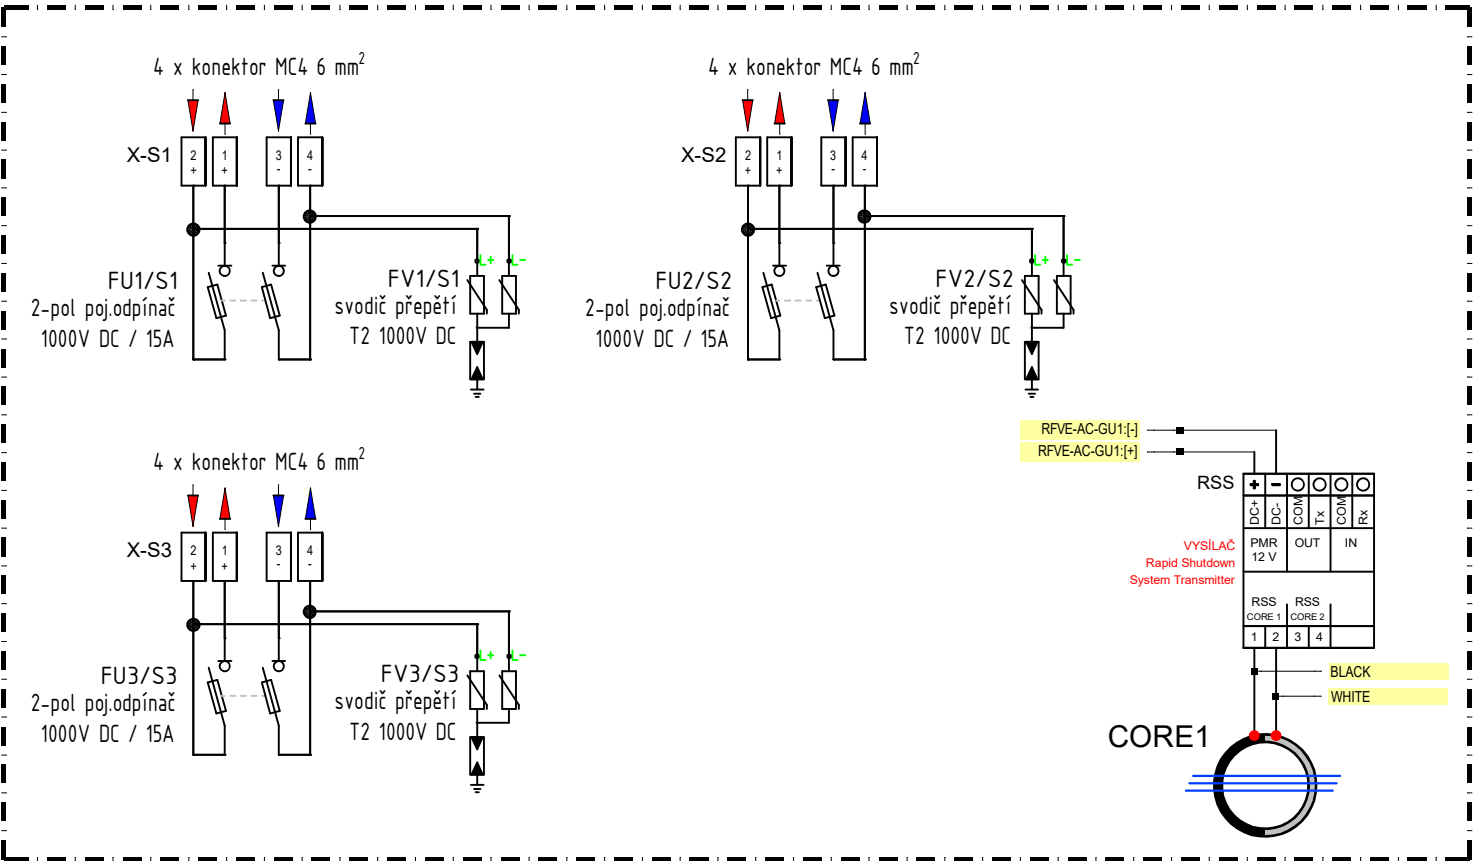 4 x konektor MC4 6 mm²
X-S1
2
+
1
+
3
-
4
-
L+
L-
FU1/S1
2-pol poj.odpínač
1000V DC / 15A
FV1/S1
svodič přepětí
T2 1000V DC
4 x konektor MC4 6 mm²
X-S2
2
+
1
+
3
-
4
-
L+
L-
FU2/S2
2-pol poj.odpínač
1000V DC / 15A
FV2/S2
svodič přepětí
T2 1000V DC
4 x konektor MC4 6 mm²
X-S3
2
+
1
+
3
-
4
-
L+
L-
FU3/S3
2-pol poj.odpínač
1000V DC / 15A
FV3/S3
svodič přepětí
T2 1000V DC
RFVE-AC-GU1:[-]
RFVE-AC-GU1:[+]
RSS
+ -
DC+ DC- COM Tx COM Rx
VYSÍLAČ
Rapid Shutdown
System Transmitter
PMR
12 V
OUT
IN
RSS
CORE 1
RSS
CORE 2
1 2 3 4
BLACK
WHITE
CORE1